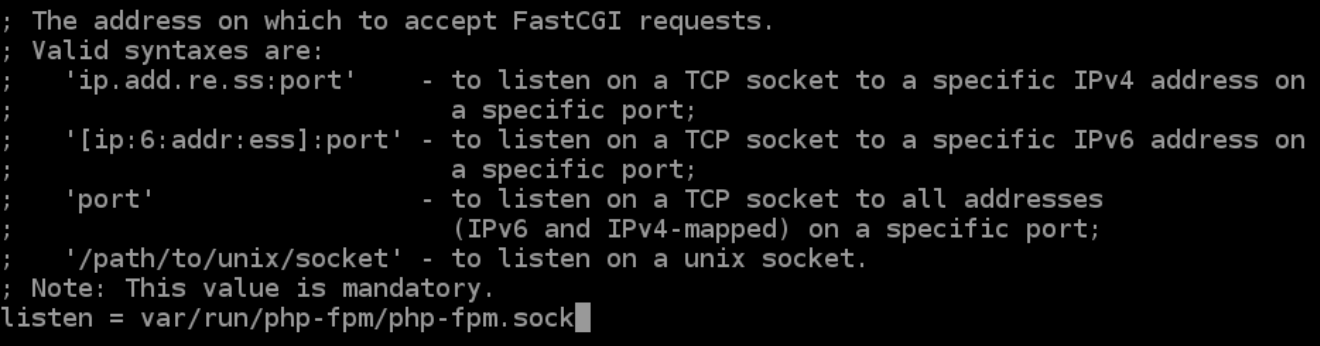 ; The address on which to accept FastCGI requests.
; Valid syntaxes are:
;   'ip.add.re.ss:port'    - to listen on a TCP socket to a specific IPv4 address on
;                            a specific port;
;   '[ip:6:addr:ess]:port' - to listen on a TCP socket to a specific IPv6 address on
;                            a specific port;
;   'port'                 - to listen on a TCP socket to all addresses
;                            (IPv6 and IPv4-mapped) on a specific port;
;   '/path/to/unix/socket' - to listen on a unix socket.
; Note: This value is mandatory.
listen = var/run/php-fpm/php-fpm.sock